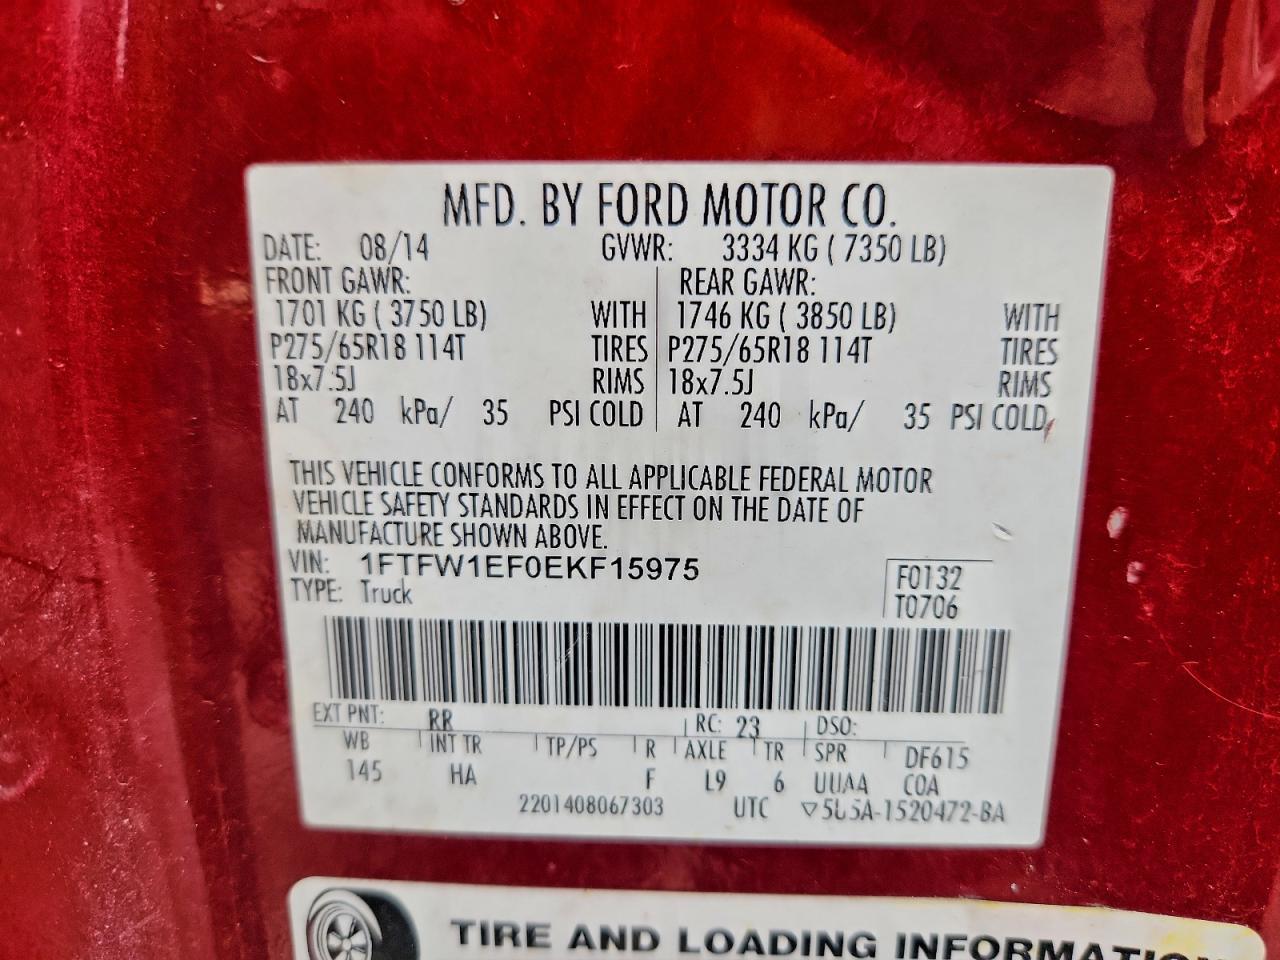 MFD. BY FORD MOTOR CO.
DATE: 08/14 GVWR: 3334 KG ( 7350 LB)
FRONT GAWR: REAR GAWR:
1701 KG ( 3750 LB) WITH 1746 KG ( 3850 LB) WITH
P275/65R18 114T TIRES P275/65R18 114T TIRES
18x7.5J RIMS 18x7.5J RIMS
AT 240 kPa/ 35 PSI COLD AT 240 kPa/ 35 PSI COLD
THIS VEHICLE CONFORMS TO ALL APPLICABLE FEDERAL MOTOR
VEHICLE SAFETY STANDARDS IN EFFECT ON THE DATE OF
MANUFACTURE SHOWN ABOVE.
VIN: 1FTFW1EF0EKF15975 F0132
TYPE: Truck T0706
EXT PNT: RR RC: 23 DSO:
WB INT TR TP/PS R AXLE TR SPR DF615
145 HA F L9 6 UUAA COA
2201408067303 UTC ▽5U5A-1520472-BA
TIRE AND LOADING INFORMATION